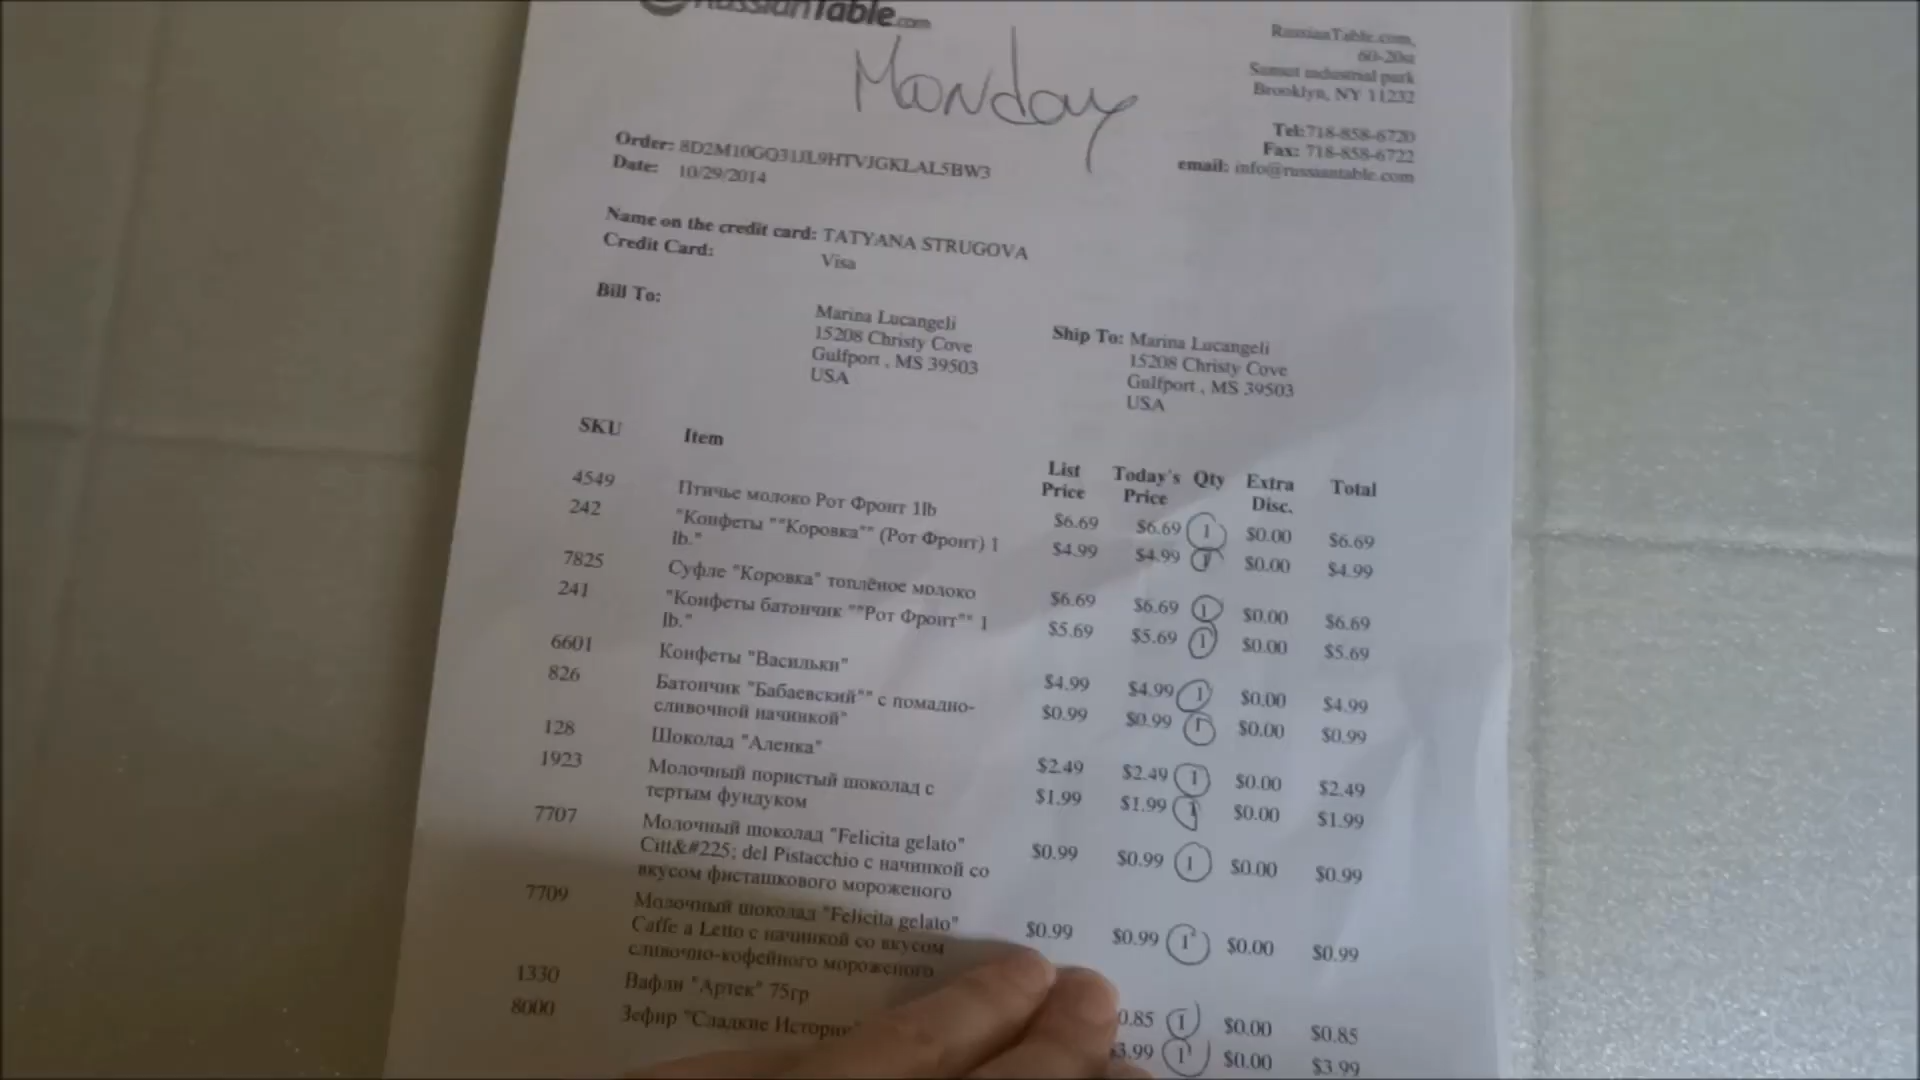 RussianTable.com
Monday
RussianTable.com,
60-20st
Sunset industrial park
Brooklyn, NY 11232
Tel:718-858-6720
Fax: 718-858-6722
email: info@russiantable.com
Order: 8D2M10GQ31JL9HTVJGKLAL5BW3
Date: 10/29/2014
Name on the credit card: TATYANA STRUGOVA
Credit Card: Visa
Bill To:
Marina Lucangeli
15208 Christy Cove
Gulfport , MS 39503
USA
Ship To: Marina Lucangeli
15208 Christy Cove
Gulfport , MS 39503
USA
SKU Item List Price Today's Price Qty Extra Disc. Total
4549 Птичье молоко Рот Фронт 1lb $6.69 $6.69 1 $0.00 $6.69
242 "Конфеты ""Коровка"" (Рот Фронт) 1 $4.99 $4.99 1 $0.00 $4.99
lb."
7825 Суфле "Коровка" топлёное молоко $6.69 $6.69 1 $0.00 $6.69
241 "Конфеты батончик ""Рот Фронт"" 1 $5.69 $5.69 1 $0.00 $5.69
lb."
6601 Конфеты "Васильки" $4.99 $4.99 1 $0.00 $4.99
826 Батончик "Бабаевский"" с помадно- $0.99 $0.99 1 $0.00 $0.99
сливочной начинкой"
128 Шоколад "Аленка" $2.49 $2.49 1 $0.00 $2.49
1923 Молочный пористый шоколад с $1.99 $1.99 1 $0.00 $1.99
тертым фундуком
7707 Молочный шоколад "Felicita gelato" $0.99 $0.99 1 $0.00 $0.99
Citt&#225; del Pistacchio с начинкой со
вкусом фисташкового мороженого
7709 Молочный шоколад "Felicita gelato" $0.99 $0.99 1 $0.00 $0.99
Caffe a Letto с начинкой со вкусом
сливочно-кофейного мороженого
1330 Вафли "Артек" 75гр 0.85 1 $0.00 $0.85
8000 Зефир "Сладкие Истории" 3.99 1 $0.00 $3.99